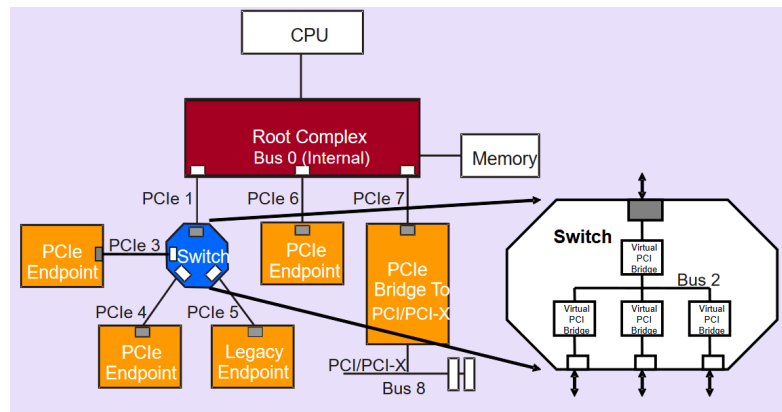 CPU
Root Complex
Bus 0 (Internal)
Memory
PCIe 1
PCIe 6
PCIe 7
PCIe
Endpoint
PCIe 3
Switch
PCIe
Endpoint
PCIe
Bridge To
PCI/PCI-X
PCIe 4
PCIe 5
PCIe
Endpoint
Legacy
Endpoint
PCI/PCI-X
Bus 8
Switch
Virtual
PCI
Bridge
Bus 2
Virtual
PCI
Bridge
Virtual
PCI
Bridge
Virtual
PCI
Bridge